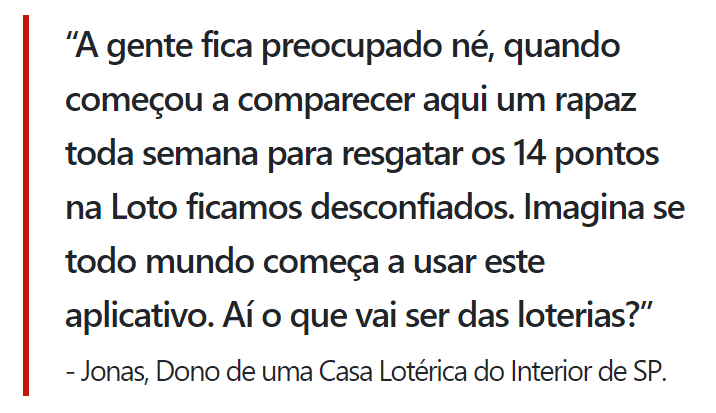 “A gente fica preocupado né, quando
começou a comparecer aqui um rapaz
toda semana para resgatar os 14 pontos
na Loto ficamos desconfiados. Imagina se
todo mundo começa a usar este
aplicativo. Aí o que vai ser das loterias?”
- Jonas, Dono de uma Casa Lotérica do Interior de SP.